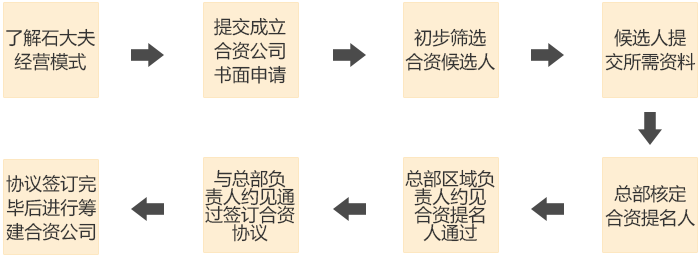 了解石大夫
经营模式
提交成立
合资公司
书面申请
初步筛选
合资候选人
候选人提
交所需资料
总部核定
合资提名人
总部区域负
责人约见
合资提名
人通过
与总部负
责人约见通
过签订合资
协议
协议签订完
毕后进行筹
建合资公司